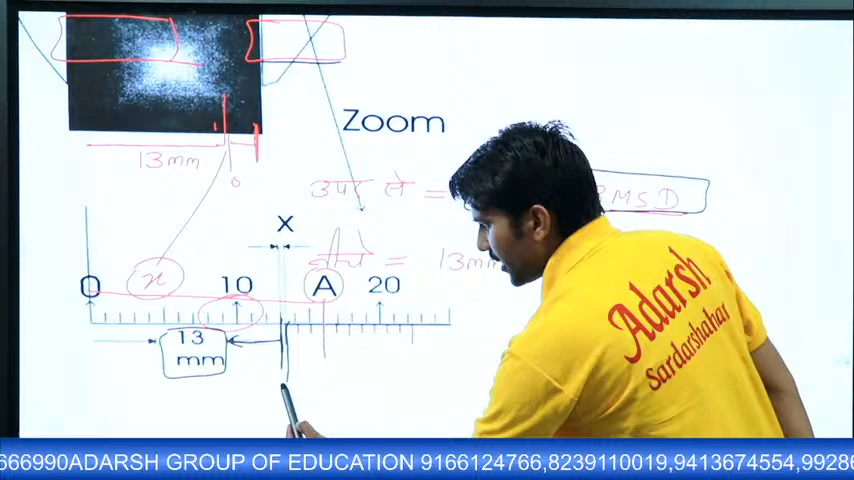 Zoom
13mm
0
उपर से = MSD
X
नीचे = 13mm
x
0 10 A 20
13
mm
Adarsh
Sardarshahar
666990ADARSH GROUP OF EDUCATION 9166124766,8239110019,9413674554,99286